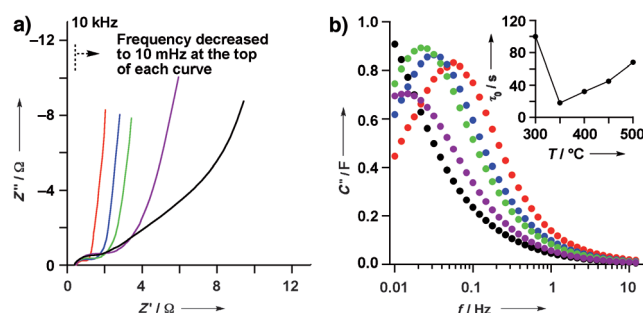 a)
10 kHz
Frequency decreased
to 10 mHz at the top
of each curve
–12
–8
–4
0
Z'' / Ω
0 4 8 12
Z' / Ω
b)
1.0
0.8
0.6
0.4
0.2
0.0
C'' / F
0.01 0.1 1 10
f / Hz
120
80
40
0
τ0 / s
300 400 500
T / ºC